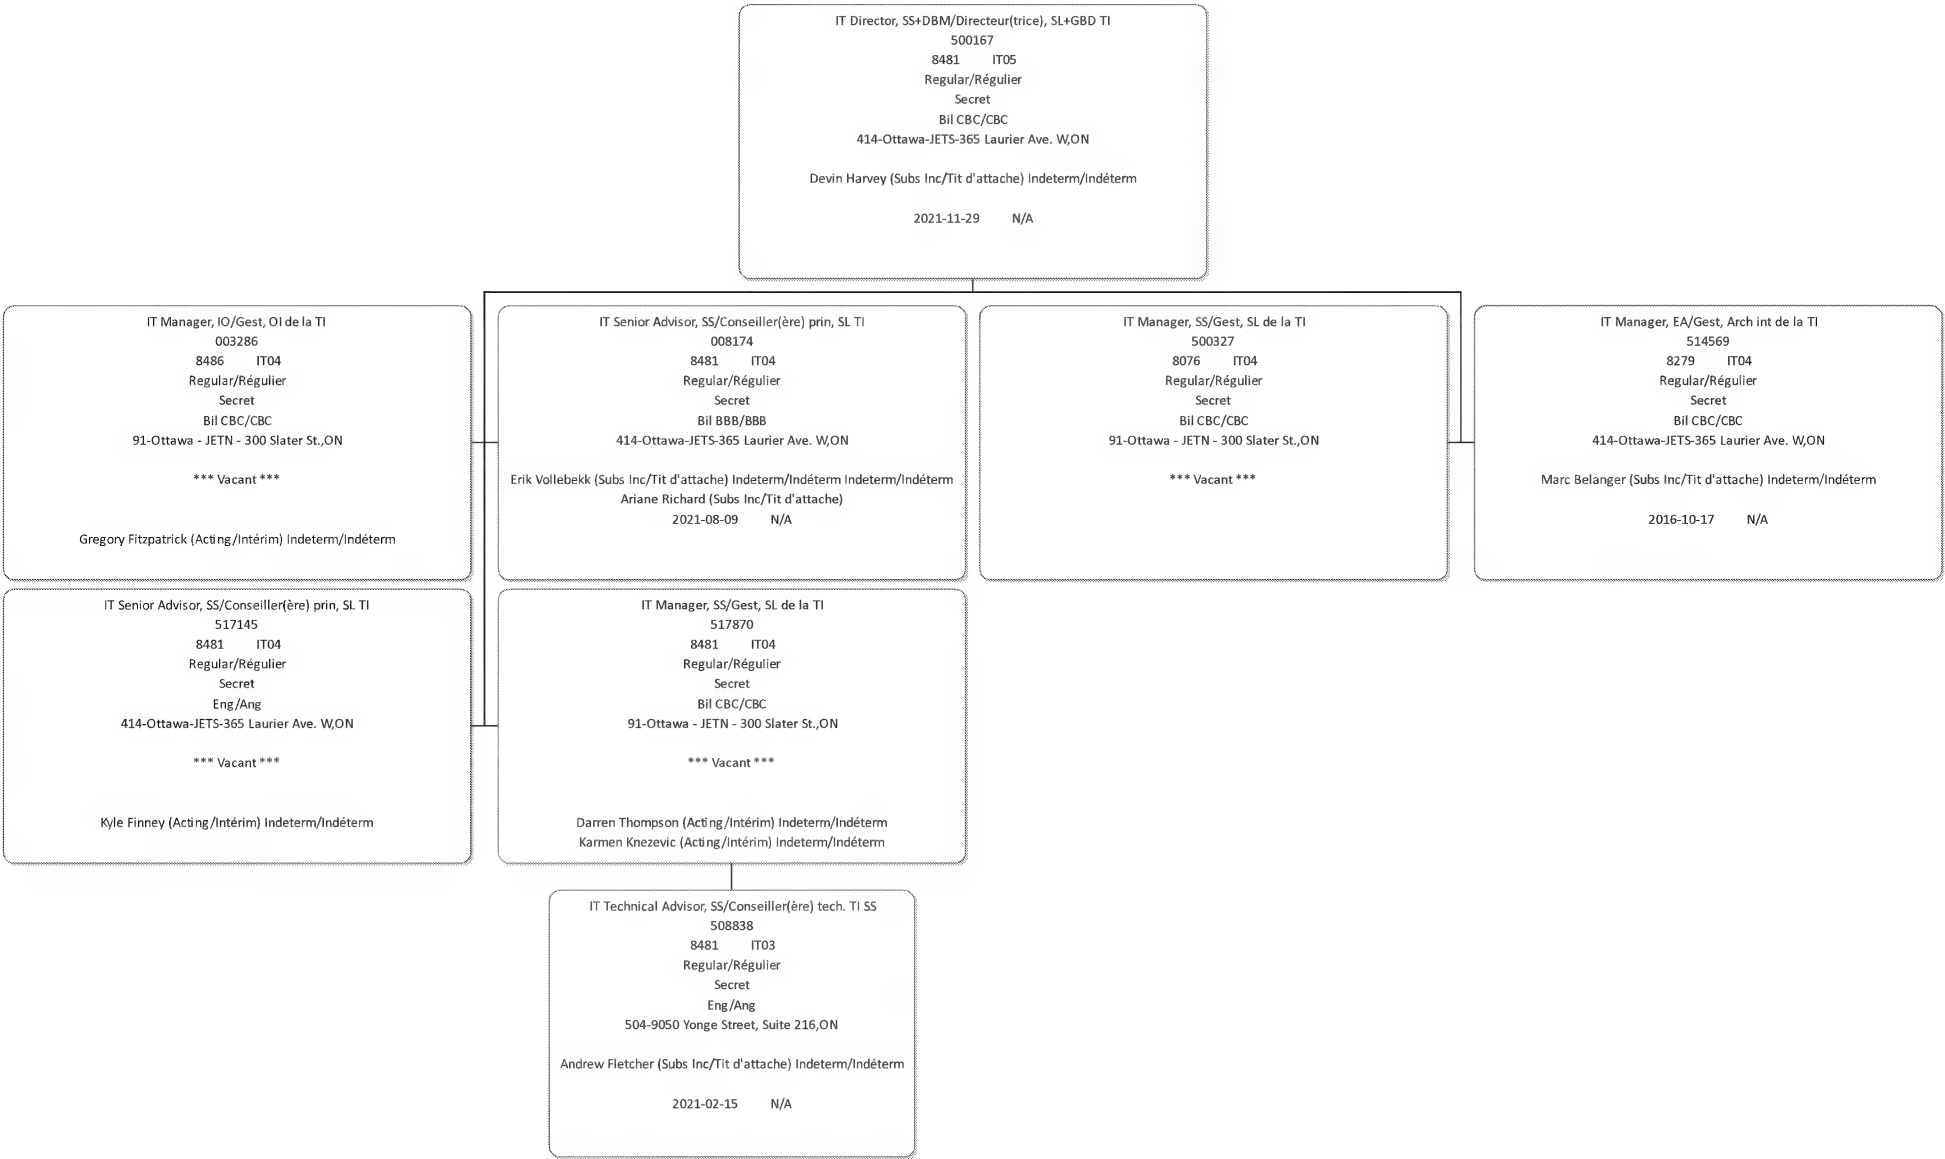 IT Director, SS+DBM/Directeur(trice), SL+GBD TI
500167
8481 IT05
Regular/Régulier
Secret
Bil CBC/CBC
414-Ottawa-JETS-365 Laurier Ave. W,ON
Devin Harvey (Subs Inc/Tit d'attache) Indeterm/Indéterm
2021-11-29 N/A
IT Manager, IO/Gest, OI de la TI
003286
8486 IT04
Regular/Régulier
Secret
Bil CBC/CBC
91-Ottawa - JETN - 300 Slater St.,ON
*** Vacant ***
Gregory Fitzpatrick (Acting/Intérim) Indeterm/Indéterm
IT Senior Advisor, SS/Conseiller(ère) prin, SL TI
008174
8481 IT04
Regular/Régulier
Secret
Bil BBB/BBB
414-Ottawa-JETS-365 Laurier Ave. W,ON
Erik Vollebekk (Subs Inc/Tit d'attache) Indeterm/Indéterm Indeterm/Indéterm
Ariane Richard (Subs Inc/Tit d'attache)
2021-08-09 N/A
IT Manager, SS/Gest, SL de la TI
500327
8076 IT04
Regular/Régulier
Secret
Bil CBC/CBC
91-Ottawa - JETN - 300 Slater St.,ON
*** Vacant ***
IT Manager, EA/Gest, Arch int de la TI
514569
8279 IT04
Regular/Régulier
Secret
Bil CBC/CBC
414-Ottawa-JETS-365 Laurier Ave. W,ON
Marc Belanger (Subs Inc/Tit d'attache) Indeterm/Indéterm
2016-10-17 N/A
IT Senior Advisor, SS/Conseiller(ère) prin, SL TI
517145
8481 IT04
Regular/Régulier
Secret
Eng/Ang
414-Ottawa-JETS-365 Laurier Ave. W,ON
*** Vacant ***
Kyle Finney (Acting/Intérim) Indeterm/Indéterm
IT Manager, SS/Gest, SL de la TI
517870
8481 IT04
Regular/Régulier
Secret
Bil CBC/CBC
91-Ottawa - JETN - 300 Slater St.,ON
*** Vacant ***
Darren Thompson (Acting/Intérim) Indeterm/Indéterm
Karmen Knezevic (Acting/Intérim) Indeterm/Indéterm
IT Technical Advisor, SS/Conseiller(ère) tech. TI SS
508838
8481 IT03
Regular/Régulier
Secret
Eng/Ang
504-9050 Yonge Street, Suite 216,ON
Andrew Fletcher (Subs Inc/Tit d'attache) Indeterm/Indéterm
2021-02-15 N/A